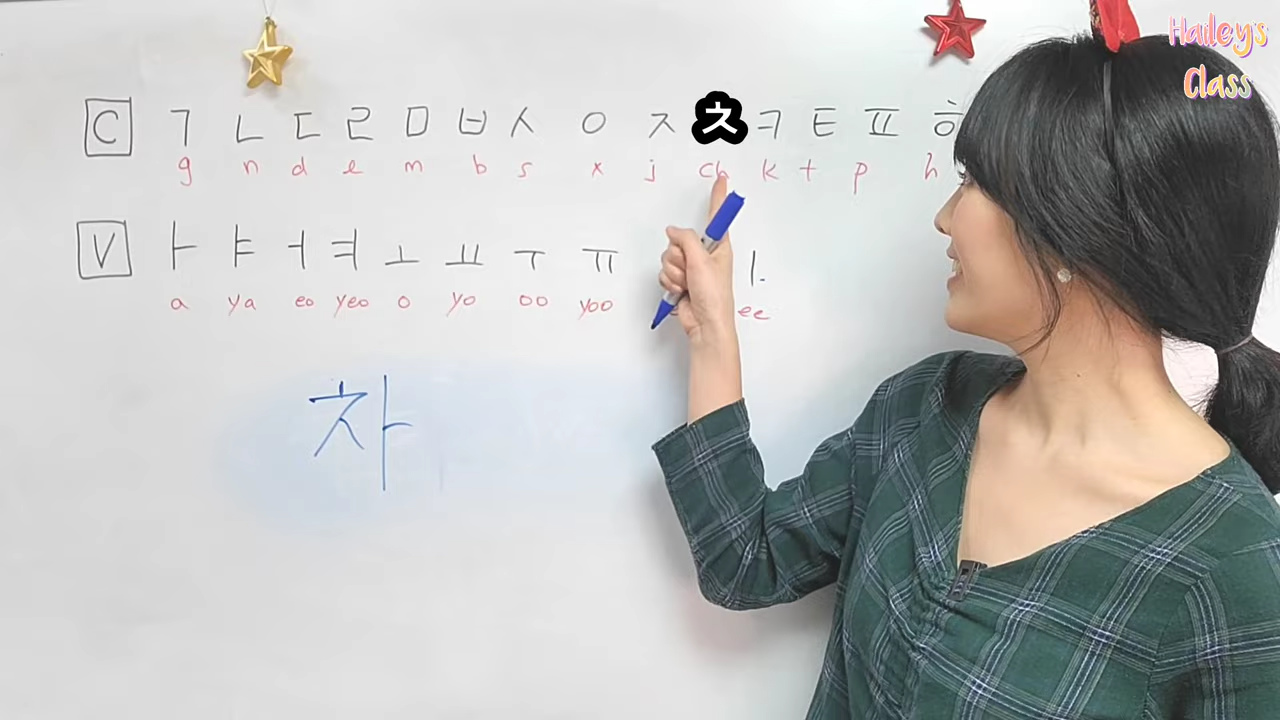 Hailey's
Class
C ㄱ ㄴ ㄷ ㄹ ㅁ ㅂ ㅅ ㅇ ㅈ ㅊ ㅋ ㅌ ㅍ ㅎ
g n d l m b s x j ch k t p h
V ㅏ ㅑ ㅓ ㅕ ㅗ ㅛ ㅜ ㅠ ㅣ
a ya eo yeo o yo oo yoo ee
차